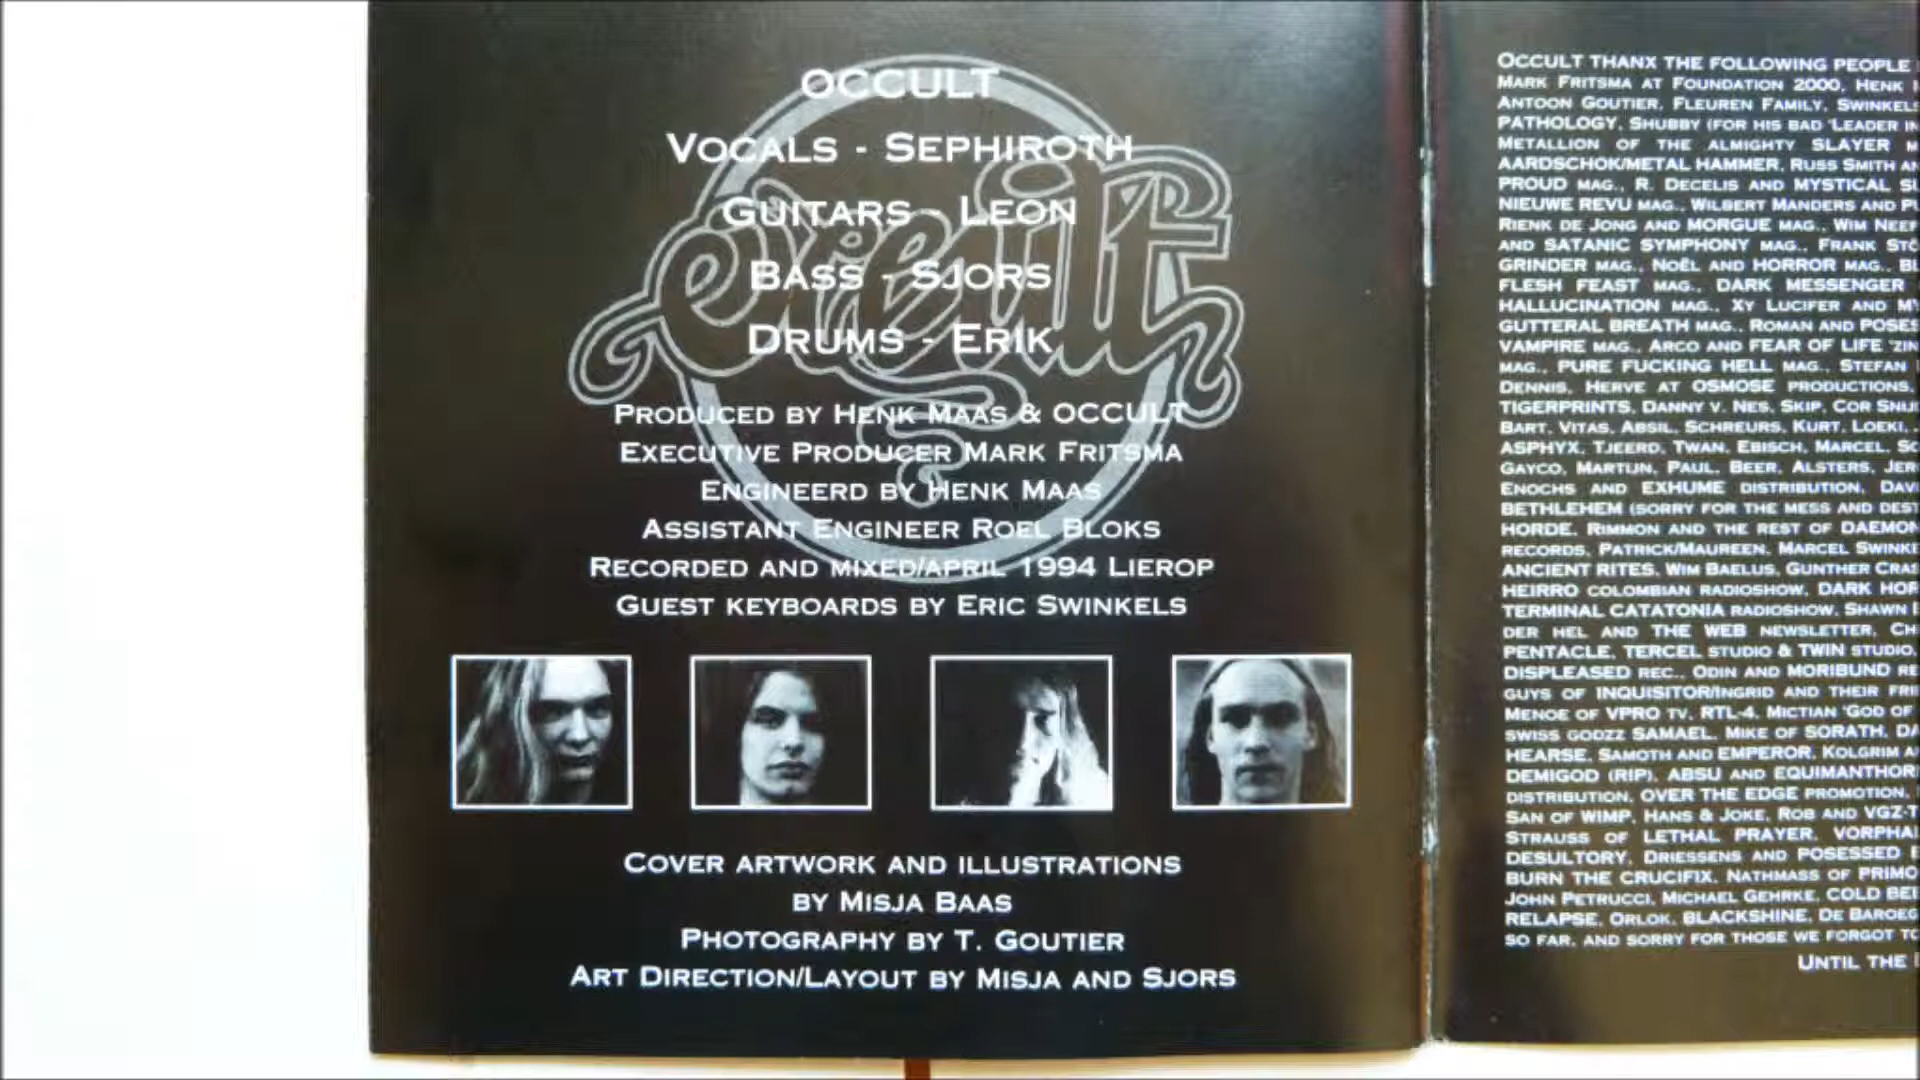 OCCULT
VOCALS - SEPHIROTH
GUITARS - LEON
BASS - SJORS
DRUMS - ERIK
PRODUCED BY HENK MAAS & OCCULT
EXECUTIVE PRODUCER MARK FRITSMA
ENGINEERD BY HENK MAAS
ASSISTANT ENGINEER ROEL BLOKS
RECORDED AND MIXED/APRIL 1994 LIEROP
GUEST KEYBOARDS BY ERIC SWINKELS
COVER ARTWORK AND ILLUSTRATIONS
BY MISJA BAAS
PHOTOGRAPHY BY T. GOUTIER
ART DIRECTION/LAYOUT BY MISJA AND SJORS
OCCULT THANX THE FOLLOWING PEOPLE
MARK FRITSMA AT FOUNDATION 2000, HENK
ANTOON GOUTIER, FLEUREN FAMILY, SWINKELS
PATHOLOGY, SHUBBY (FOR HIS BAD 'LEADER IN
METALLION OF THE ALMIGHTY SLAYER
AARDSCHOK/METAL HAMMER, RUSS SMITH
PROUD MAG., R. DECELIS AND MYSTICAL
NIEUWE REVU MAG., WILBERT MANDERS AND
RIENK DE JONG AND MORGUE MAG., WIM
AND SATANIC SYMPHONY MAG., FRANK
GRINDER MAG., NOËL AND HORROR MAG.,
FLESH FEAST MAG., DARK MESSENGER
HALLUCINATION MAG., XY LUCIFER AND
GUTTERAL BREATH MAG., ROMAN AND
VAMPIRE MAG., ARCO AND FEAR OF LIFE
MAG., PURE FUCKING HELL MAG., STEFAN
DENNIS, HERVE AT OSMOSE PRODUCTIONS,
TIGERPRINTS, DANNY V. NES, SKIP, COR
BART, VITAS, ABSIL, SCHREURS, KURT, LOEKI,
ASPHYX, TJEERD, TWAN, EBISCH, MARCEL,
GAYCO, MARTIJN, PAUL, BEER, ALSTERS,
ENOCHS AND EXHUME DISTRIBUTION,
BETHLEHEM (SORRY FOR THE MESS AND
HORDE, RIMMON AND THE REST OF
RECORDS, PATRICK/MAUREEN, MARCEL
ANCIENT RITES, WIM BAELUS, GUNTHER
HEIRRO COLOMBIAN RADIOSHOW, DARK
TERMINAL CATATONIA RADIOSHOW, SHAWN
DER HEL AND THE WEB NEWSLETTER,
PENTACLE, TERCEL STUDIO & TWIN STUDIO,
DISPLEASED REC., ODIN AND MORIBUND
GUYS OF INQUISITOR/INGRID AND THEIR
MENOE OF VPRO TV, RTL-4, MICTIAN 'GOD OF
SWISS GODZZ SAMAEL, MIKE OF SORATH,
HEARSE, SAMOTH AND EMPEROR, KOLGRIM
DEMIGOD (RIP), ABSU AND
DISTRIBUTION, OVER THE EDGE PROMOTION,
SAN OF WIMP, HANS & JOKE, ROB AND
STRAUSS OF LETHAL PRAYER,
DESULTORY, DRIESSENS AND POSESSED
BURN THE CRUCIFIX, NATHMASS OF
JOHN PETRUCCI, MICHAEL GEHRKE, COLD
RELAPSE, ORLOK, BLACKSHINE, DE
SO FAR, AND SORRY FOR THOSE WE FORGOT
UNTIL THE